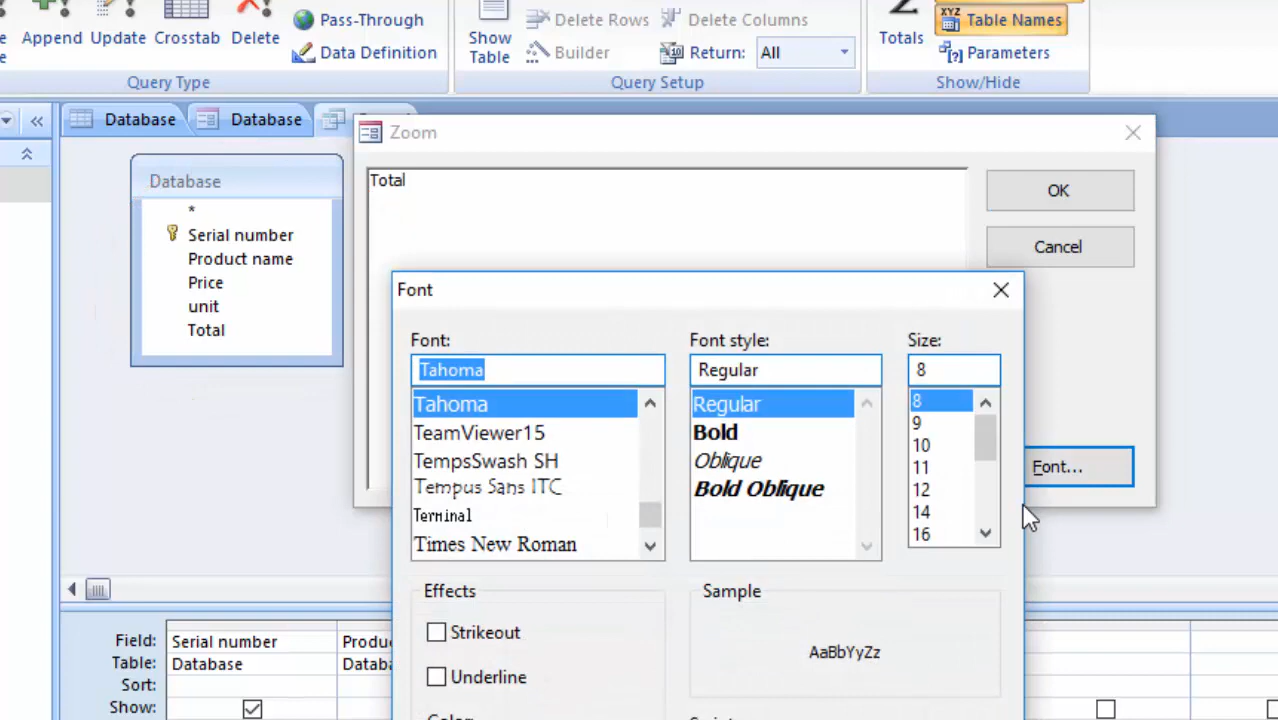 Append Update Crosstab Delete
Pass-Through
Data Definition
Query Type
Show
Table
Delete Rows
Builder
Delete Columns
Return: All
Query Setup
Totals
Table Names
Parameters
Show/Hide
Database
Database
Zoom
Total
OK
Cancel
Font...
Database
*
Serial number
Product name
Price
unit
Total
Font
Font:
Tahoma
Tahoma
TeamViewer15
TempsSwash SH
Tempus Sans ITC
Terminal
Times New Roman
Font style:
Regular
Regular
Bold
Oblique
Bold Oblique
Size:
8
8
9
10
11
12
14
16
Effects
Strikeout
Underline
Sample
AaBbYyZz
Field: Serial number
Table: Database
Sort:
Show: